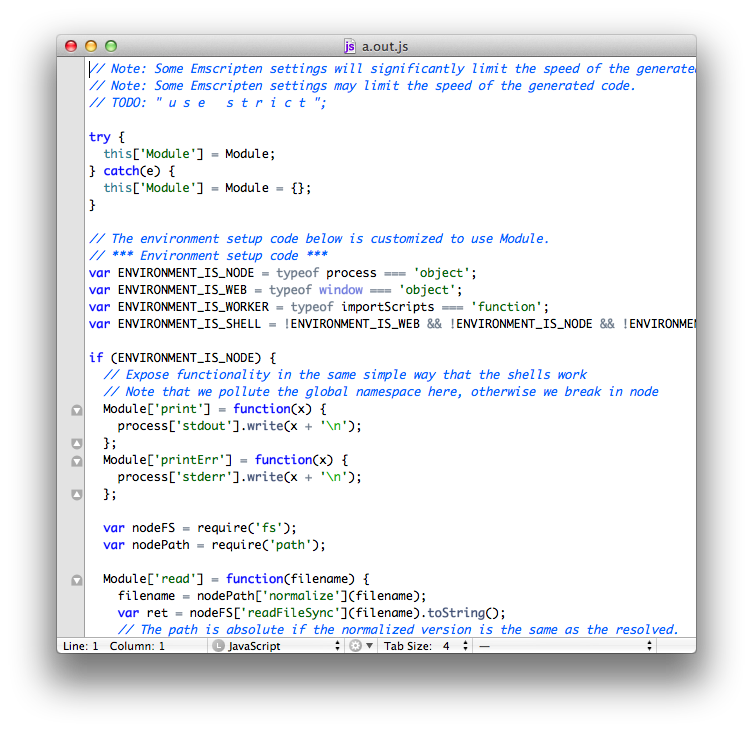 js a.out.js
// Note: Some Emscripten settings will significantly limit the speed of the generated
// Note: Some Emscripten settings may limit the speed of the generated code.
// TODO: " u s e   s t r i c t ";
try {
  this['Module'] = Module;
} catch(e) {
  this['Module'] = Module = {};
}
// The environment setup code below is customized to use Module.
// *** Environment setup code ***
var ENVIRONMENT_IS_NODE = typeof process === 'object';
var ENVIRONMENT_IS_WEB = typeof window === 'object';
var ENVIRONMENT_IS_WORKER = typeof importScripts === 'function';
var ENVIRONMENT_IS_SHELL = !ENVIRONMENT_IS_WEB && !ENVIRONMENT_IS_NODE && !ENVIRONME
if (ENVIRONMENT_IS_NODE) {
  // Expose functionality in the same simple way that the shells work
  // Note that we pollute the global namespace here, otherwise we break in node
  Module['print'] = function(x) {
    process['stdout'].write(x + '\n');
  };
  Module['printErr'] = function(x) {
    process['stderr'].write(x + '\n');
  };
  var nodeFS = require('fs');
  var nodePath = require('path');
  Module['read'] = function(filename) {
    filename = nodePath['normalize'](filename);
    var ret = nodeFS['readFileSync'](filename).toString();
    // The path is absolute if the normalized version is the same as the resolved.
Line: 1 Column: 1 L JavaScript Tab Size: 4 —